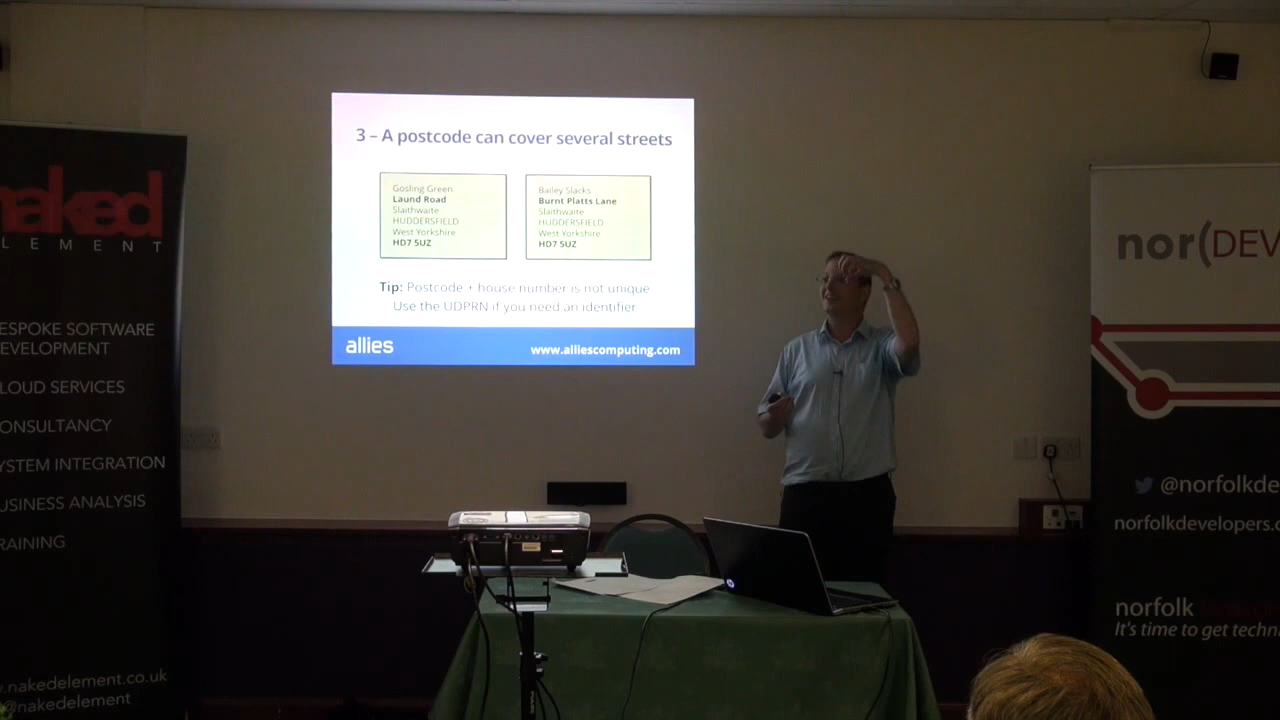 naked
LEMENT
ESPOKE SOFTWARE
EVELOPMENT
LOUD SERVICES
ONSULTANCY
YSTEM INTEGRATION
USINESS ANALYSIS
RAINING
.nakedelement.co.uk
@nakedelement
3 – A postcode can cover several streets
Gosling Green
Laund Road
Slaithwaite
HUDDERSFIELD
West Yorkshire
HD7 5UZ
Bailey Slacks
Burnt Platts Lane
Slaithwaite
HUDDERSFIELD
West Yorkshire
HD7 5UZ
Tip: Postcode + house number is not unique
Use the UDPRN if you need an identifier
allies
www.alliescomputing.com
nor(DEV
@norfolkde
norfolkdevelopers.c
norfolk
It's time to get techn